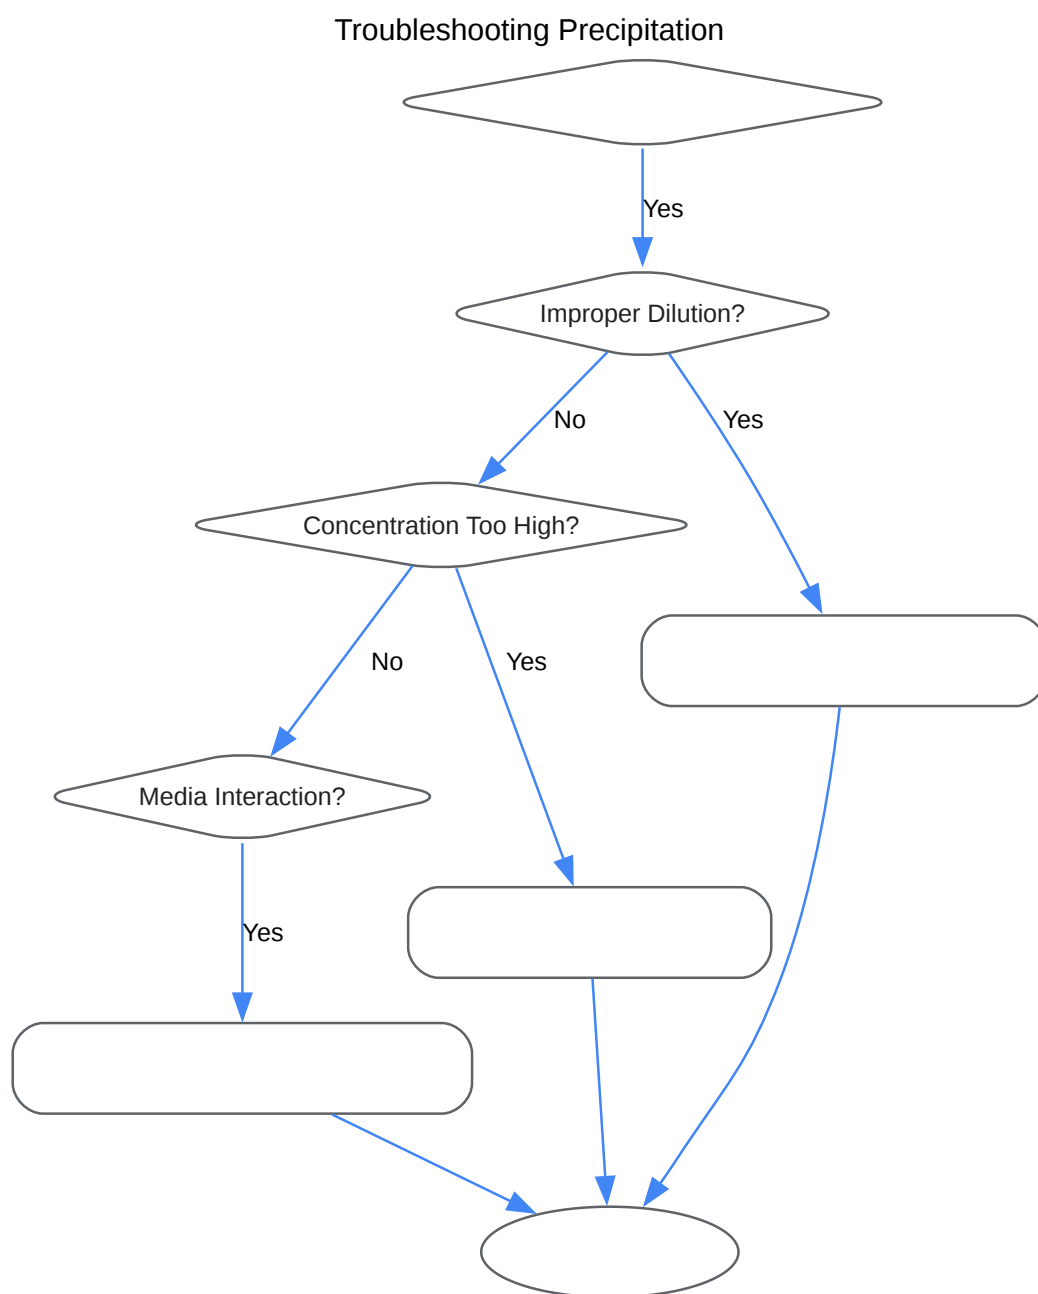 Troubleshooting Precipitation
Yes
Improper Dilution?
No
Yes
Concentration Too High?
No
Yes
Media Interaction?
Yes